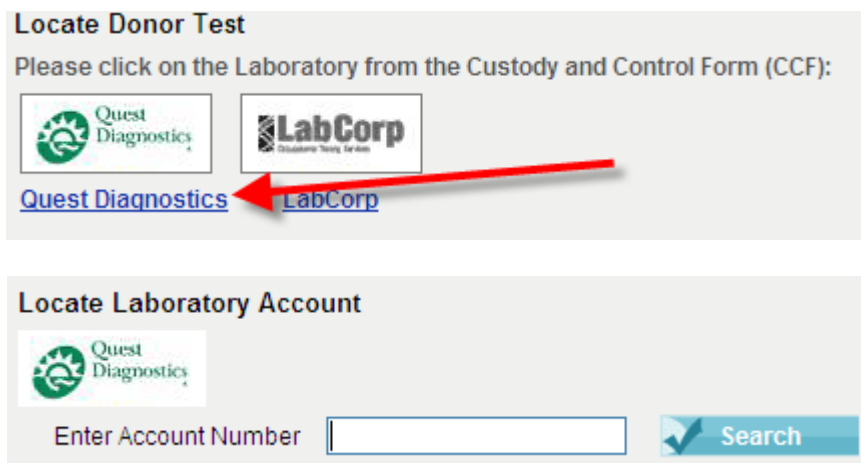 Locate Donor Test
Please click on the Laboratory from the Custody and Control Form (CCF):
Quest
Diagnostics
LabCorp
Quest Diagnostics
LabCorp
Locate Laboratory Account
Quest
Diagnostics
Enter Account Number
Search